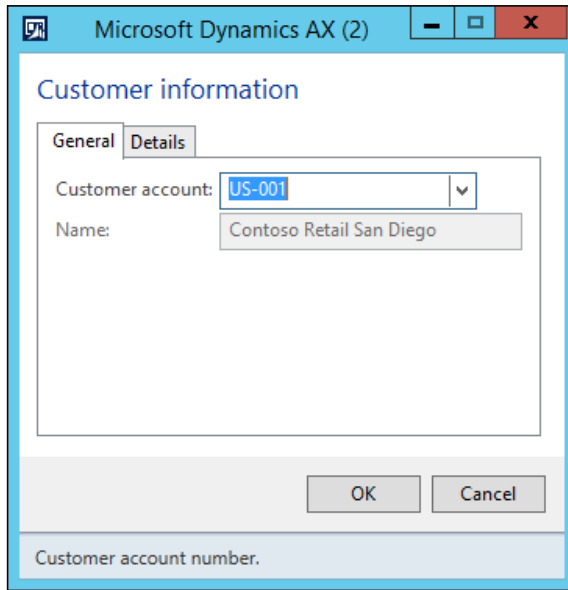 Microsoft Dynamics AX (2)
Customer information
General Details
Customer account: US-001
Name: Contoso Retail San Diego
OK Cancel
Customer account number.